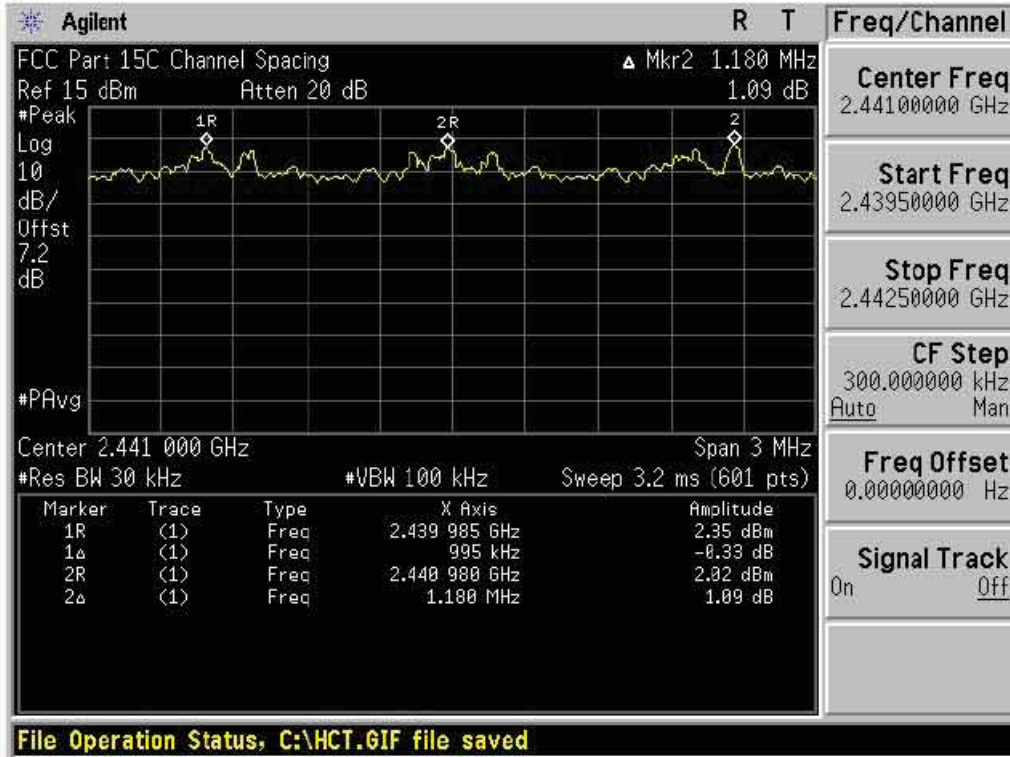 Agilent R T Freq/Channel
FCC Part 15C Channel Spacing Δ Mkr2 1.180 MHz
Ref 15 dBm Atten 20 dB 1.09 dB
#Peak
Log
10
dB/
Offst
7.2
dB
#PAvg
1R 2R 2
Center 2.441 000 GHz Span 3 MHz
#Res BW 30 kHz #VBW 100 kHz Sweep 3.2 ms (601 pts)
Marker Trace Type X Axis Amplitude
1R (1) Freq 2.439 985 GHz 2.35 dBm
1Δ (1) Freq 995 kHz -0.33 dB
2R (1) Freq 2.440 980 GHz 2.02 dBm
2Δ (1) Freq 1.180 MHz 1.09 dB
Center Freq
2.44100000 GHz
Start Freq
2.43950000 GHz
Stop Freq
2.44250000 GHz
CF Step
300.000000 kHz
Auto Man
Freq Offset
0.00000000 Hz
Signal Track
On Off
File Operation Status, C:\HCT.GIF file saved